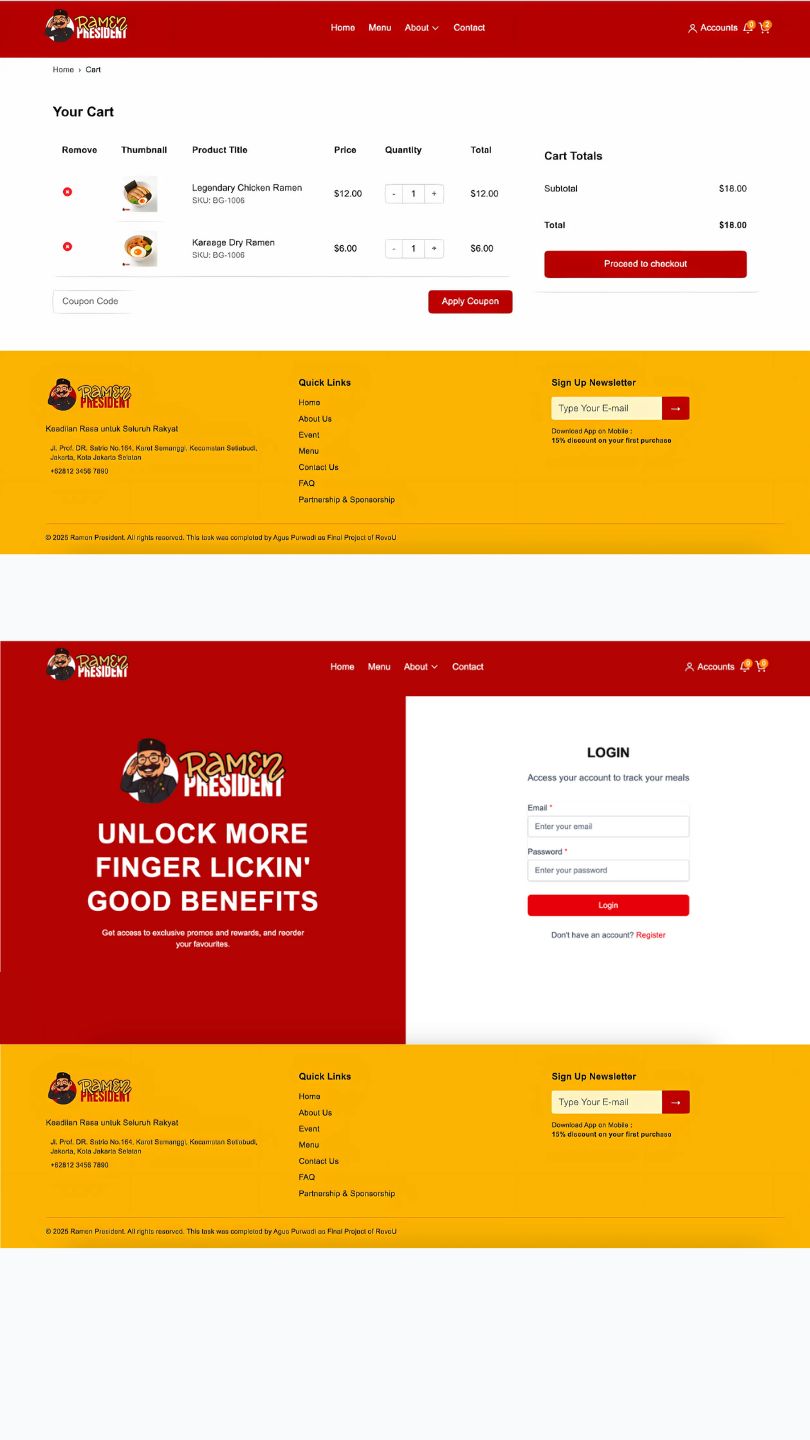 RAMEN
PRESIDENT
Home Menu About Contact
Accounts 0 2
Home › Cart
Your Cart
Remove Thumbnail Product Title Price Quantity Total
Legendary Chicken Ramen
SKU: BG-1006
$12.00 - 1 + $12.00
Karaage Dry Ramen
SKU: BG-1006
$6.00 - 1 + $6.00
Coupon Code Apply Coupon
Cart Totals
Subtotal $18.00
Total $18.00
Proceed to checkout
RAMEN
PRESIDENT
Keadilan Rasa untuk Seluruh Rakyat
Jl. Prof. DR. Satrio No.164, Karet Semanggi, Kecamatan Setiabudi,
Jakarta, Kota Jakarta Selatan
+62812 3456 7890
Quick Links
Home
About Us
Event
Menu
Contact Us
FAQ
Partnership & Sponsorship
Sign Up Newsletter
Type Your E-mail →
Download App on Mobile :
15% discount on your first purchase
© 2025 Ramen President. All rights reserved. This task was completed by Agus Purwadi as Final Project of RevoU
RAMEN
PRESIDENT
Home Menu About Contact
Accounts 0 0
RAMEN
PRESIDENT
UNLOCK MORE
FINGER LICKIN'
GOOD BENEFITS
Get access to exclusive promos and rewards, and reorder
your favourites.
LOGIN
Access your account to track your meals
Email *
Enter your email
Password *
Enter your password
Login
Don't have an account? Register
RAMEN
PRESIDENT
Keadilan Rasa untuk Seluruh Rakyat
Jl. Prof. DR. Satrio No.164, Karet Semanggi, Kecamatan Setiabudi,
Jakarta, Kota Jakarta Selatan
+62812 3456 7890
Quick Links
Home
About Us
Event
Menu
Contact Us
FAQ
Partnership & Sponsorship
Sign Up Newsletter
Type Your E-mail →
Download App on Mobile :
15% discount on your first purchase
© 2025 Ramen President. All rights reserved. This task was completed by Agus Purwadi as Final Project of RevoU